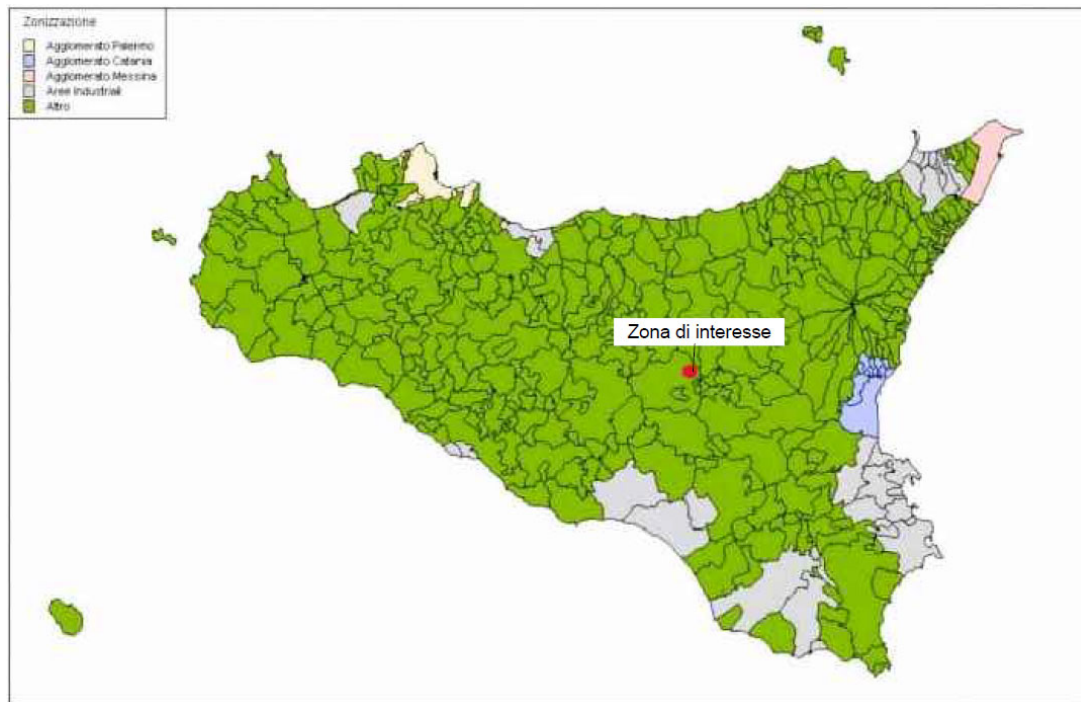 Zonizzazione
Agglomerato Palermo
Agglomerato Catania
Agglomerato Messina
Aree Industriali
Altro
Zona di interesse